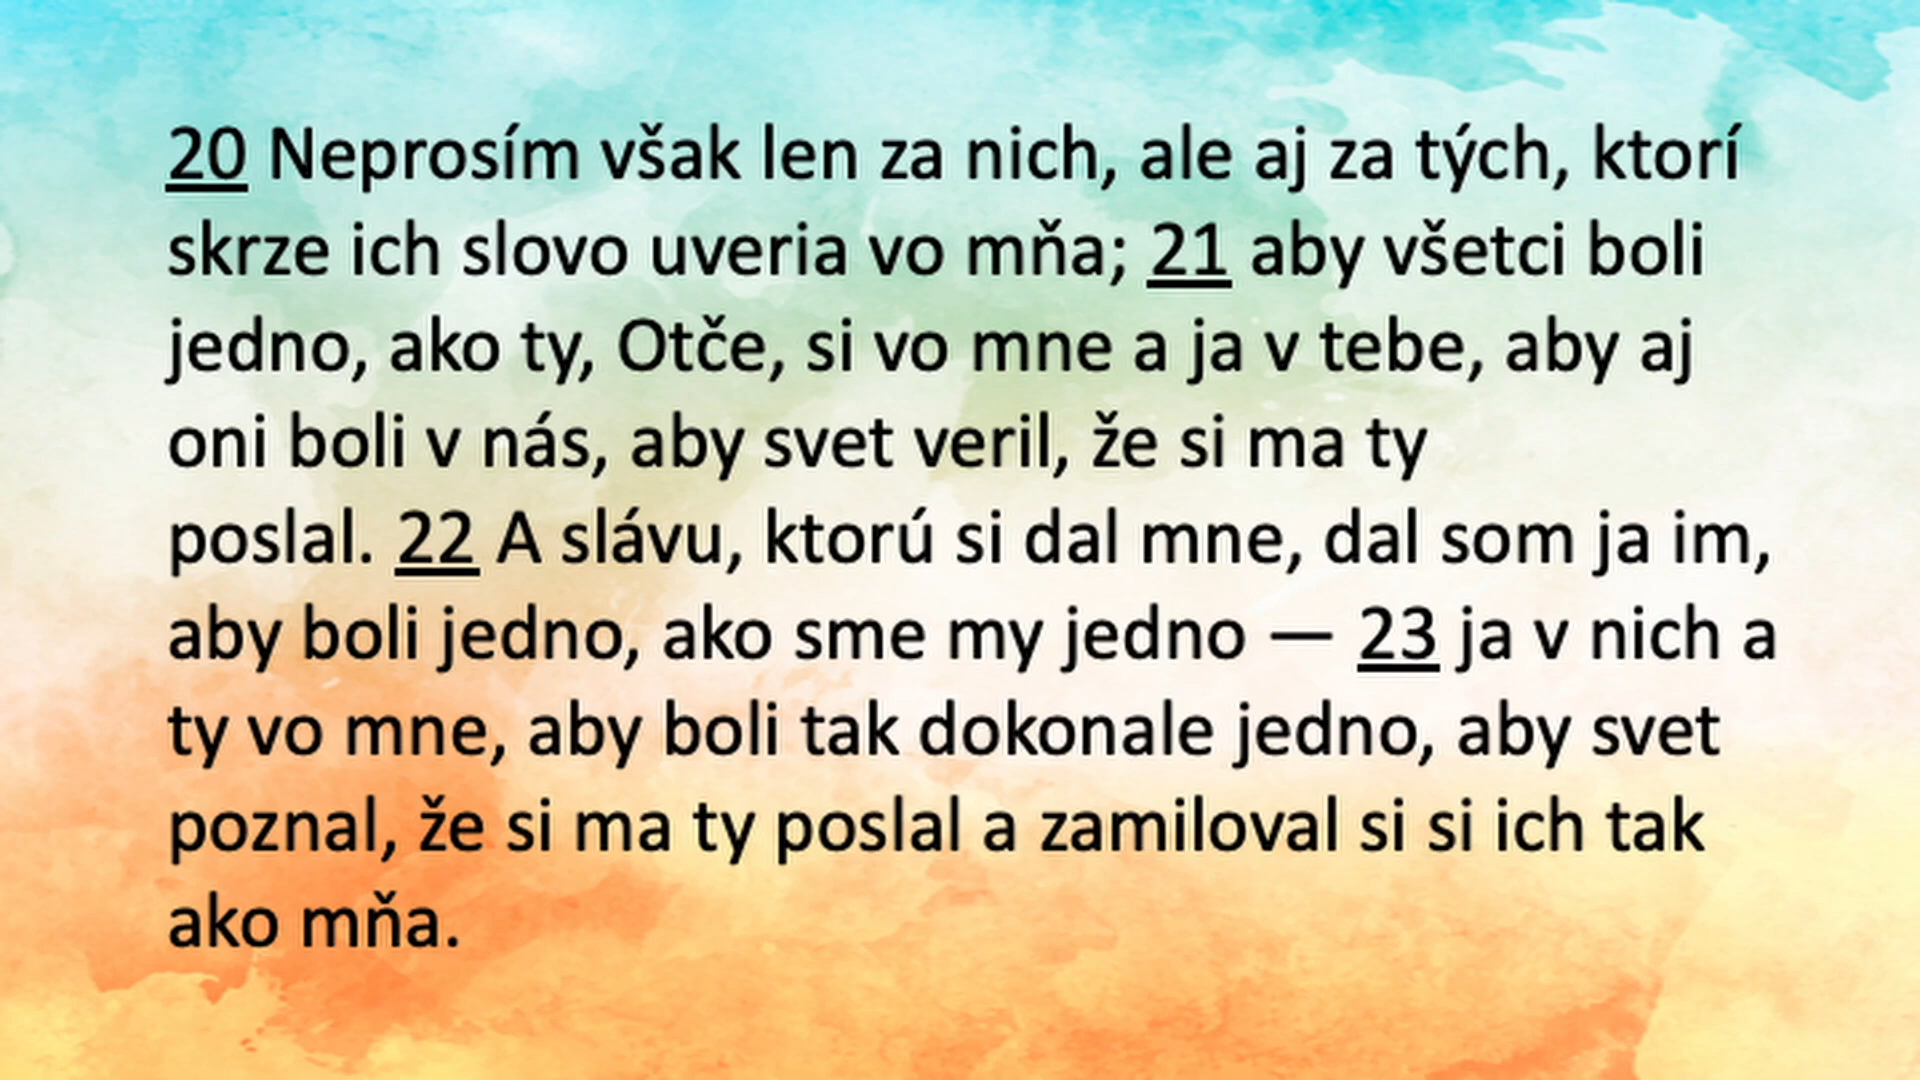 20 Neprosím však len za nich, ale aj za tých, ktorí
skrze ich slovo uveria vo mňa; 21 aby všetci boli
jedno, ako ty, Otče, si vo mne a ja v tebe, aby aj
oni boli v nás, aby svet veril, že si ma ty
poslal. 22 A slávu, ktorú si dal mne, dal som ja im,
aby boli jedno, ako sme my jedno — 23 ja v nich a
ty vo mne, aby boli tak dokonale jedno, aby svet
poznal, že si ma ty poslal a zamiloval si si ich tak
ako mňa.